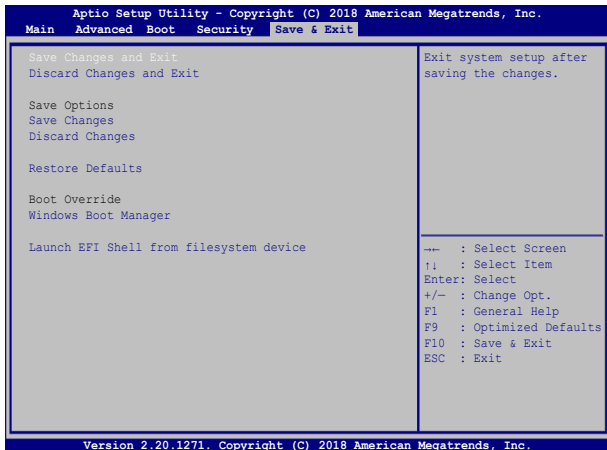 Aptio Setup Utility - Copyright (C) 2018 American Megatrends, Inc.
Main Advanced Boot Security Save & Exit
Save Changes and Exit
Discard Changes and Exit
Save Options
Save Changes
Discard Changes
Restore Defaults
Boot Override
Windows Boot Manager
Launch EFI Shell from filesystem device
Exit system setup after
saving the changes.
→← : Select Screen
↑↓ : Select Item
Enter: Select
+/— : Change Opt.
F1 : General Help
F9 : Optimized Defaults
F10 : Save & Exit
ESC : Exit
Version 2.20.1271. Copyright (C) 2018 American Megatrends, Inc.